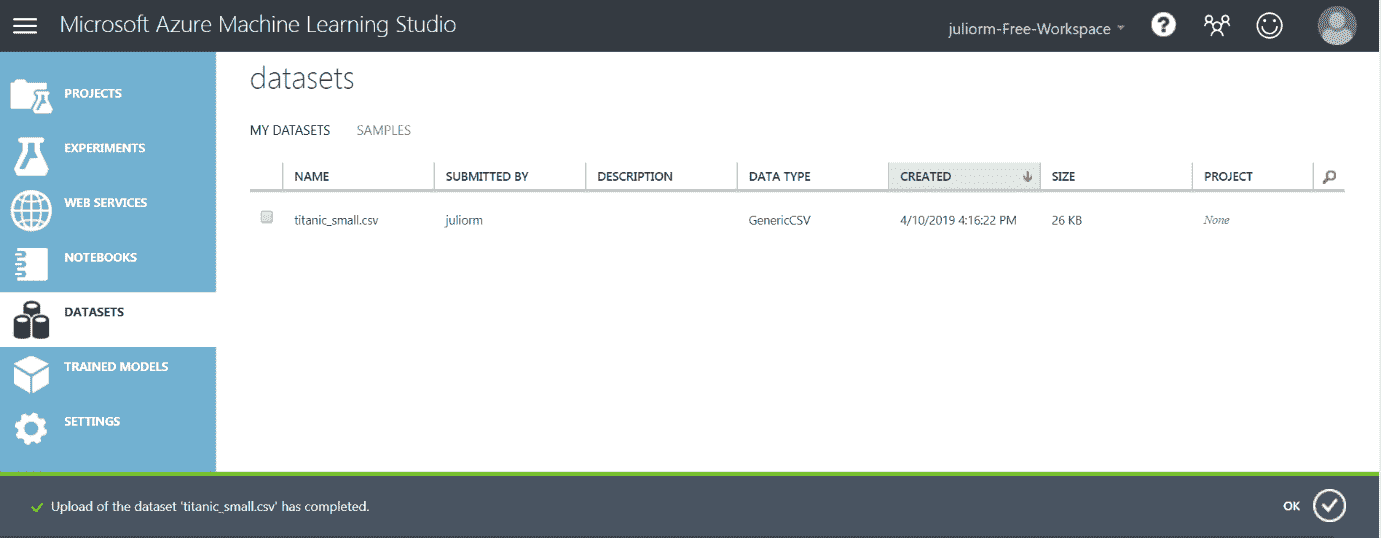 Microsoft Azure Machine Learning Studio
juliorm-Free-Workspace
?
PROJECTS
EXPERIMENTS
WEB SERVICES
NOTEBOOKS
DATASETS
TRAINED MODELS
SETTINGS
datasets
MY DATASETS SAMPLES
NAME SUBMITTED BY DESCRIPTION DATA TYPE CREATED SIZE PROJECT
titanic_small.csv juliorm GenericCSV 4/10/2019 4:16:22 PM 26 KB None
Upload of the dataset 'titanic_small.csv' has completed.
OK